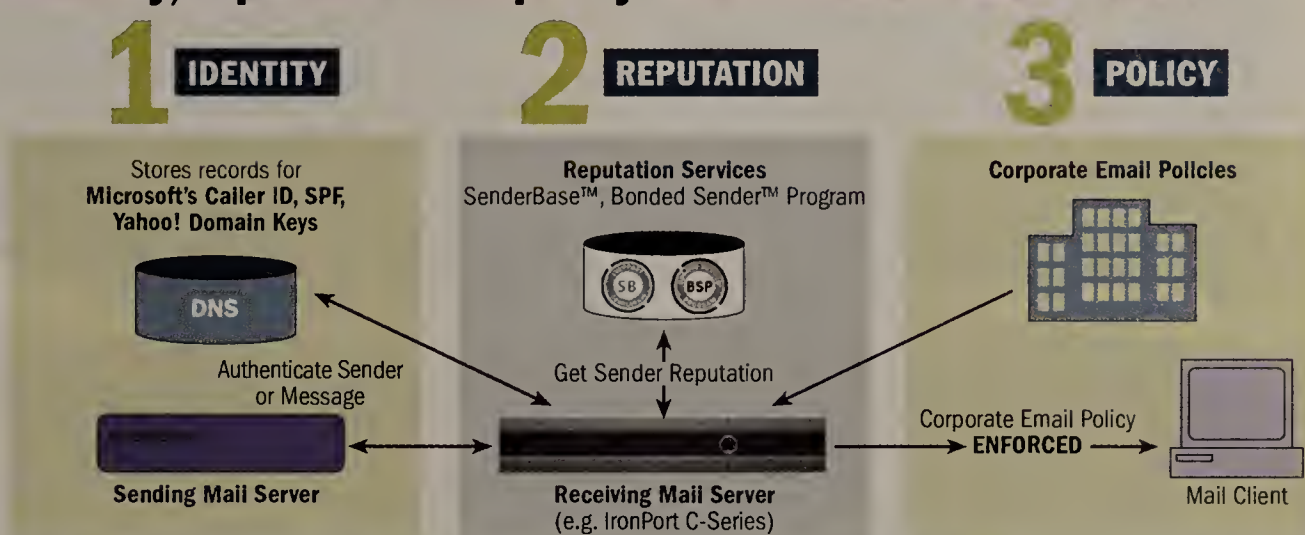 1 IDENTITY
Stores records for
Microsoft's Caller ID, SPF,
Yahoo! Domain Keys
DNS
Authenticate Sender
or Message
Sending Mail Server
2 REPUTATION
Reputation Services
SenderBase™, Bonded Sender™ Program
SB
BSP
Get Sender Reputation
Receiving Mail Server
(e.g. IronPort C-Series)
3 POLICY
Corporate Email Policies
Corporate Email Policy
ENFORCED
Mail Client